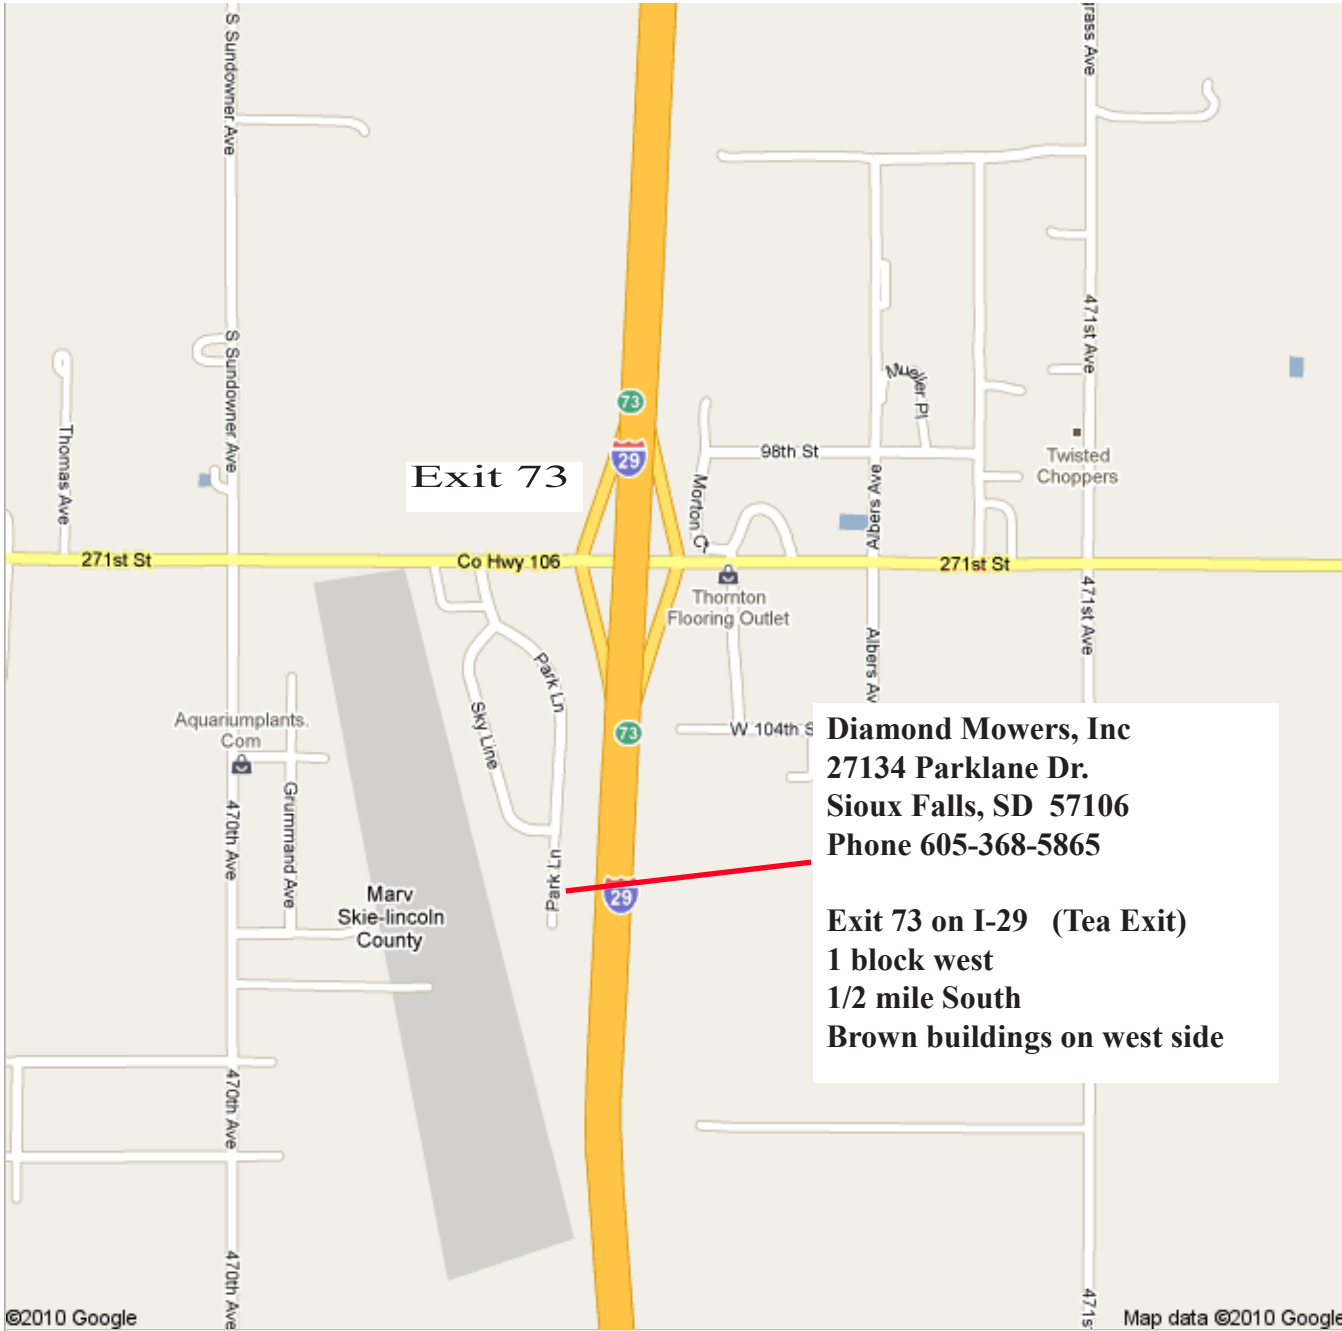 S Sundowner Ave
grass Ave
S Sundowner Ave
471st Ave
Thomas Ave
73
29
Exit 73
Mueller Pl
98th St
Twisted
Choppers
Morton Ct
Albers Ave
271st St
Co Hwy 106
271st St
Thornton
Flooring Outlet
471st Ave
Albers Av
Park Ln
Sky Line
Aquariumplants.
Com
73
W 104th S
Diamond Mowers, Inc
27134 Parklane Dr.
Sioux Falls, SD 57106
Phone 605-368-5865
Exit 73 on I-29 (Tea Exit)
1 block west
1/2 mile South
Brown buildings on west side
470th Ave
Grummand Ave
Park Ln
29
Marv
Skie-lincoln
County
470th Ave
470th Ave
471s
©2010 Google
Map data ©2010 Google